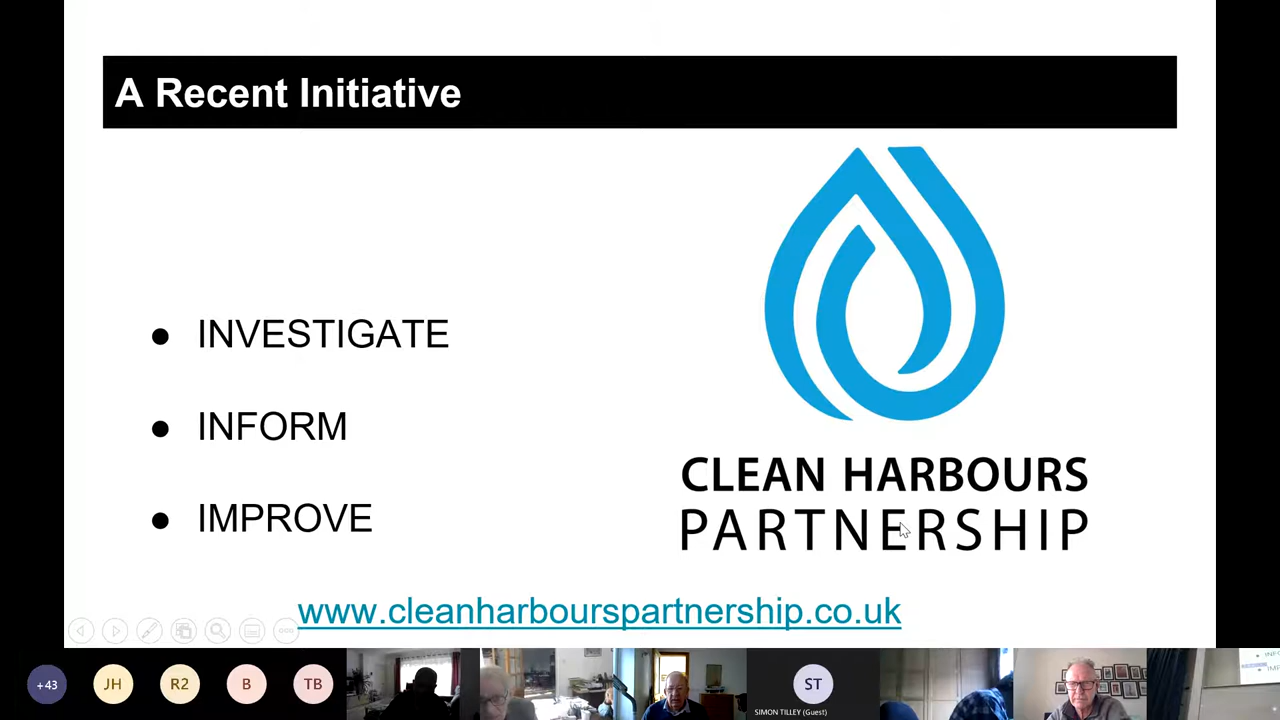 A Recent Initiative
● INVESTIGATE
● INFORM
● IMPROVE
CLEAN HARBOURS
PARTNERSHIP
www.cleanharbourspartnership.co.uk
+43
JH
R2
B
TB
ST
SIMON TILLEY (Guest)